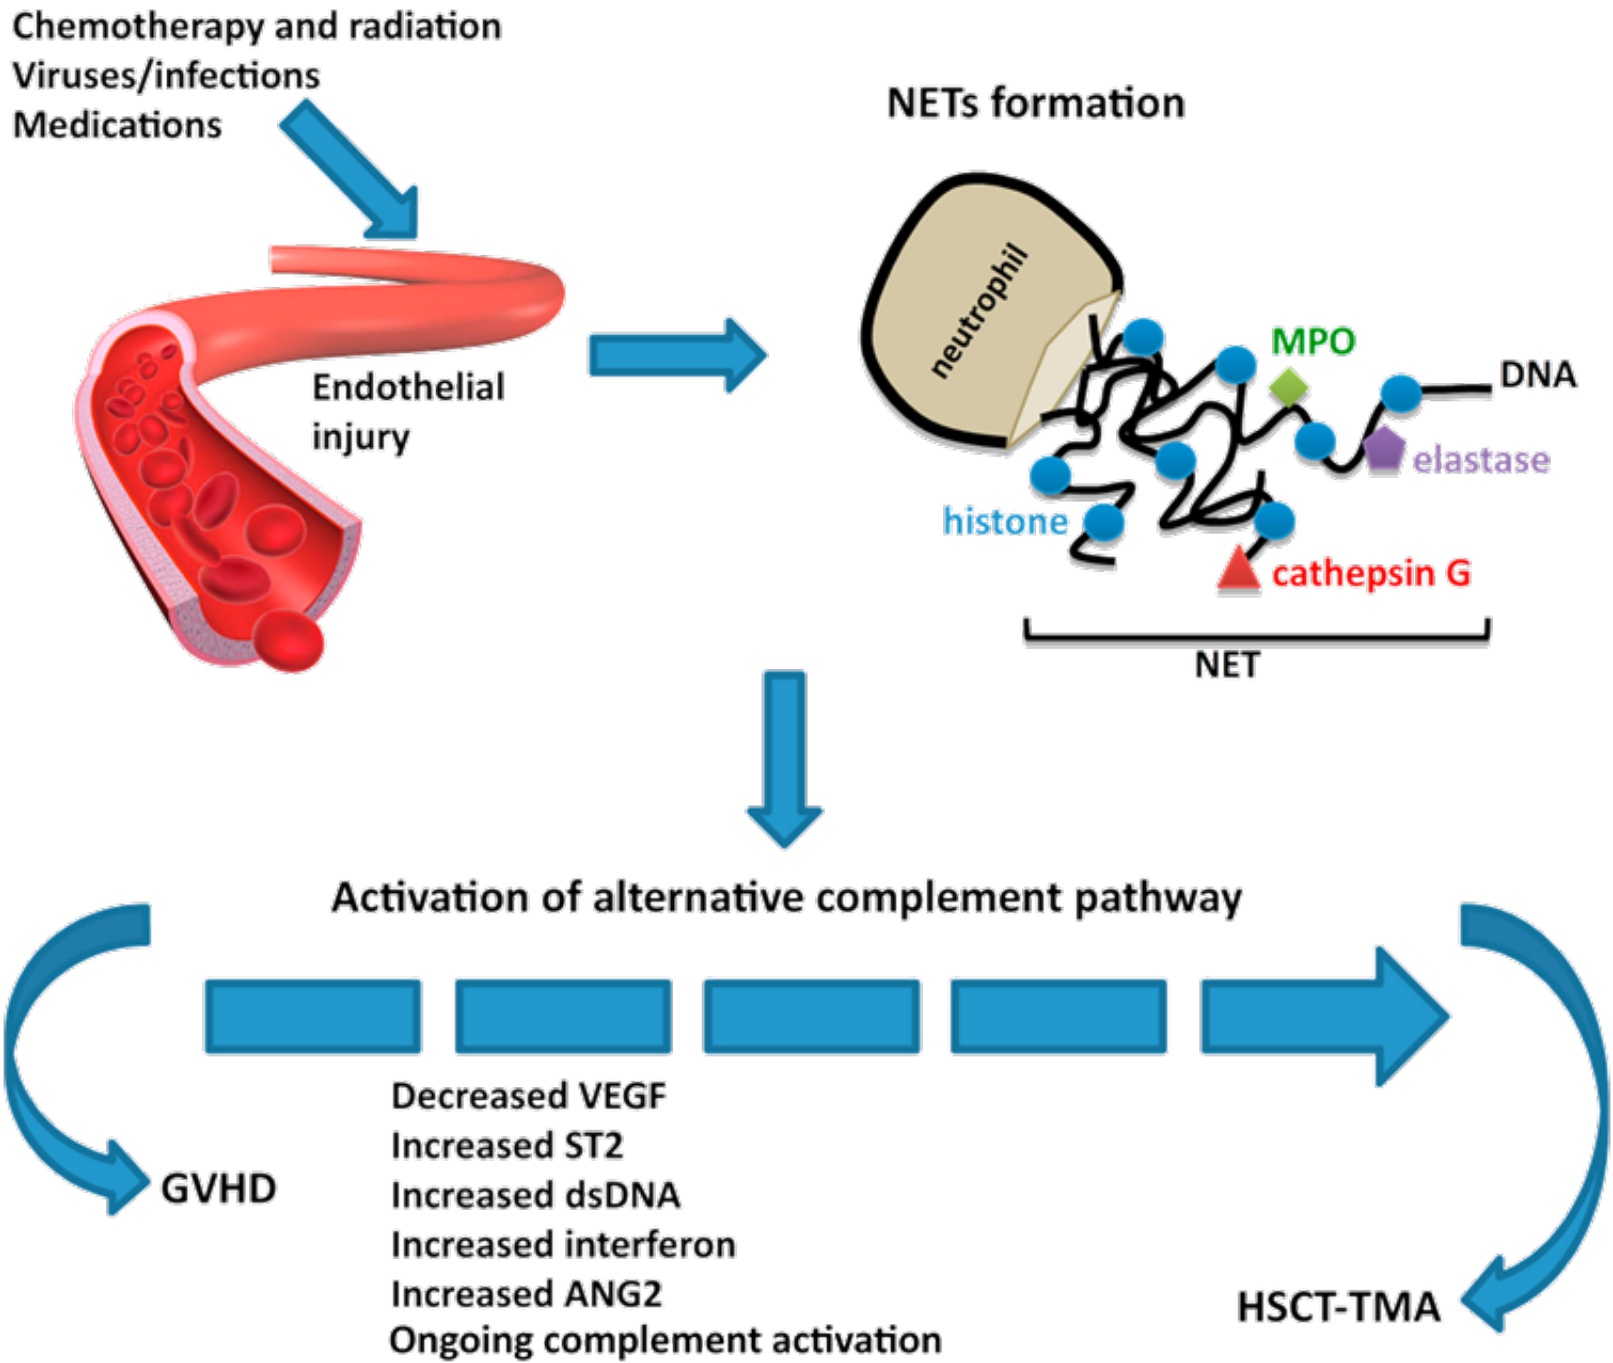 Chemotherapy and radiation
Viruses/infections
Medications
NETs formation
neutrophil
MPO
DNA
Endothelial
injury
elastase
histone
cathepsin G
NET
Activation of alternative complement pathway
Decreased VEGF
Increased ST2
Increased dsDNA
Increased interferon
Increased ANG2
Ongoing complement activation
GVHD
HSCT-TMA